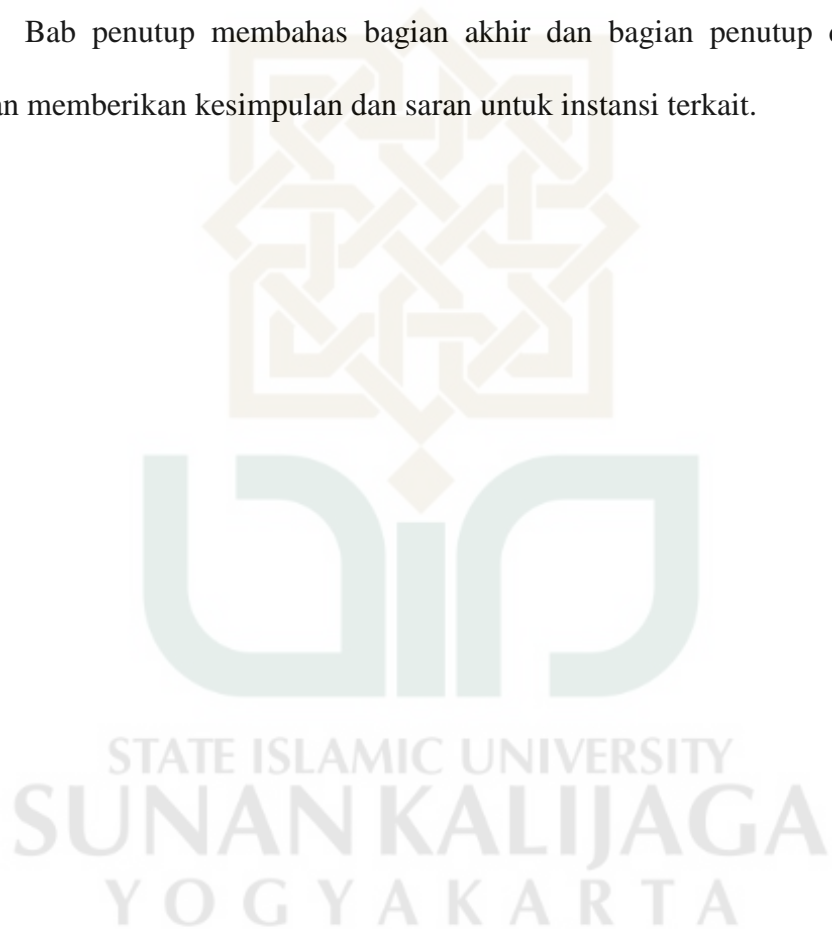 Bab penutup membahas bagian akhir dan bagian penutup
memberikan kesimpulan dan saran untuk instansi terkait.
STATE ISLAMIC UNIVERSITY
SUNAN KALIJAGA
YOGYAKARTA